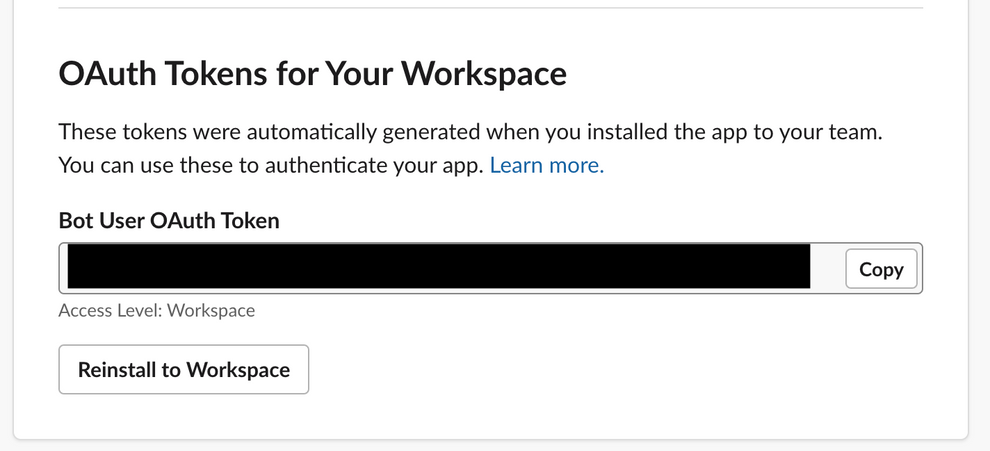 OAuth Tokens for Your Workspace
These tokens were automatically generated when you installed the app to your team.
You can use these to authenticate your app. Learn more.
Bot User OAuth Token
Copy
Access Level: Workspace
Reinstall to Workspace